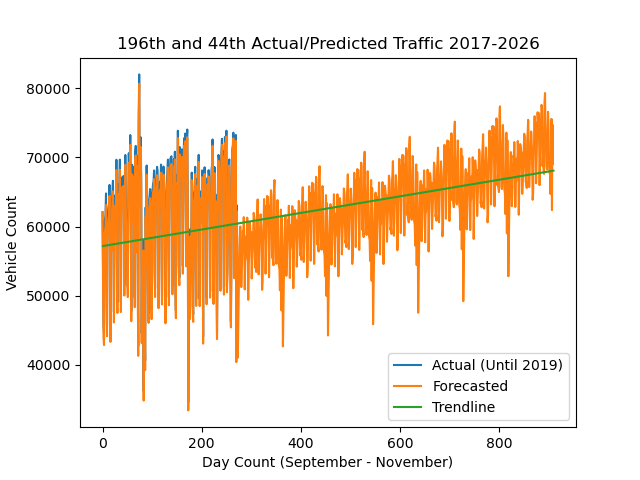 196th and 44th Actual/Predicted Traffic 2017-2026
80000
70000
60000
50000
40000
Vehicle Count
0 200 400 600 800
Day Count (September - November)
Actual (Until 2019)
Forecasted
Trendline